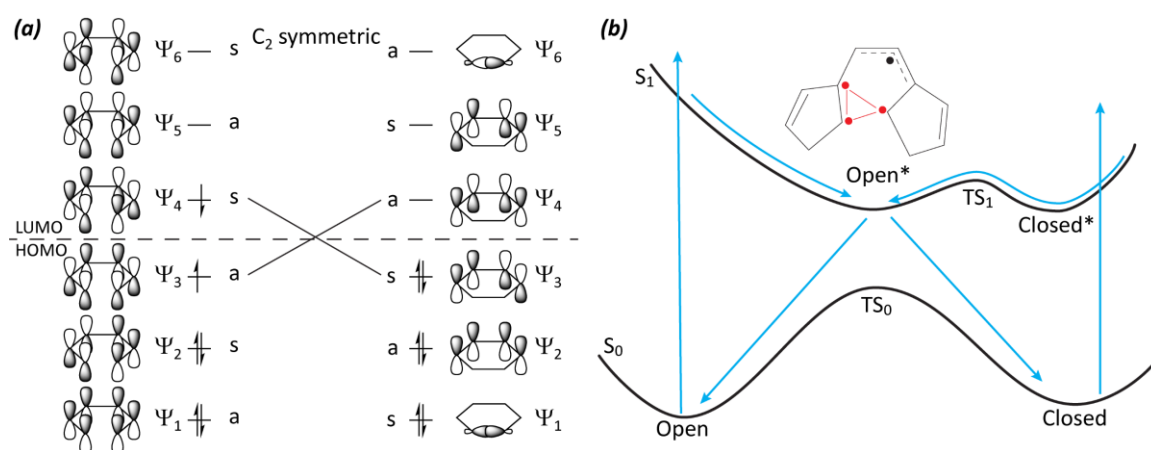 (a)
C₂ symmetric
Ψ₆ s a Ψ₆
Ψ₅ a s Ψ₅
Ψ₄ s a Ψ₄
LUMO
HOMO
Ψ₃ a s Ψ₃
Ψ₂ s a Ψ₂
Ψ₁ a s Ψ₁
(b)
S₁
Open*
TS₁
Closed*
TS₀
S₀
Open
Closed